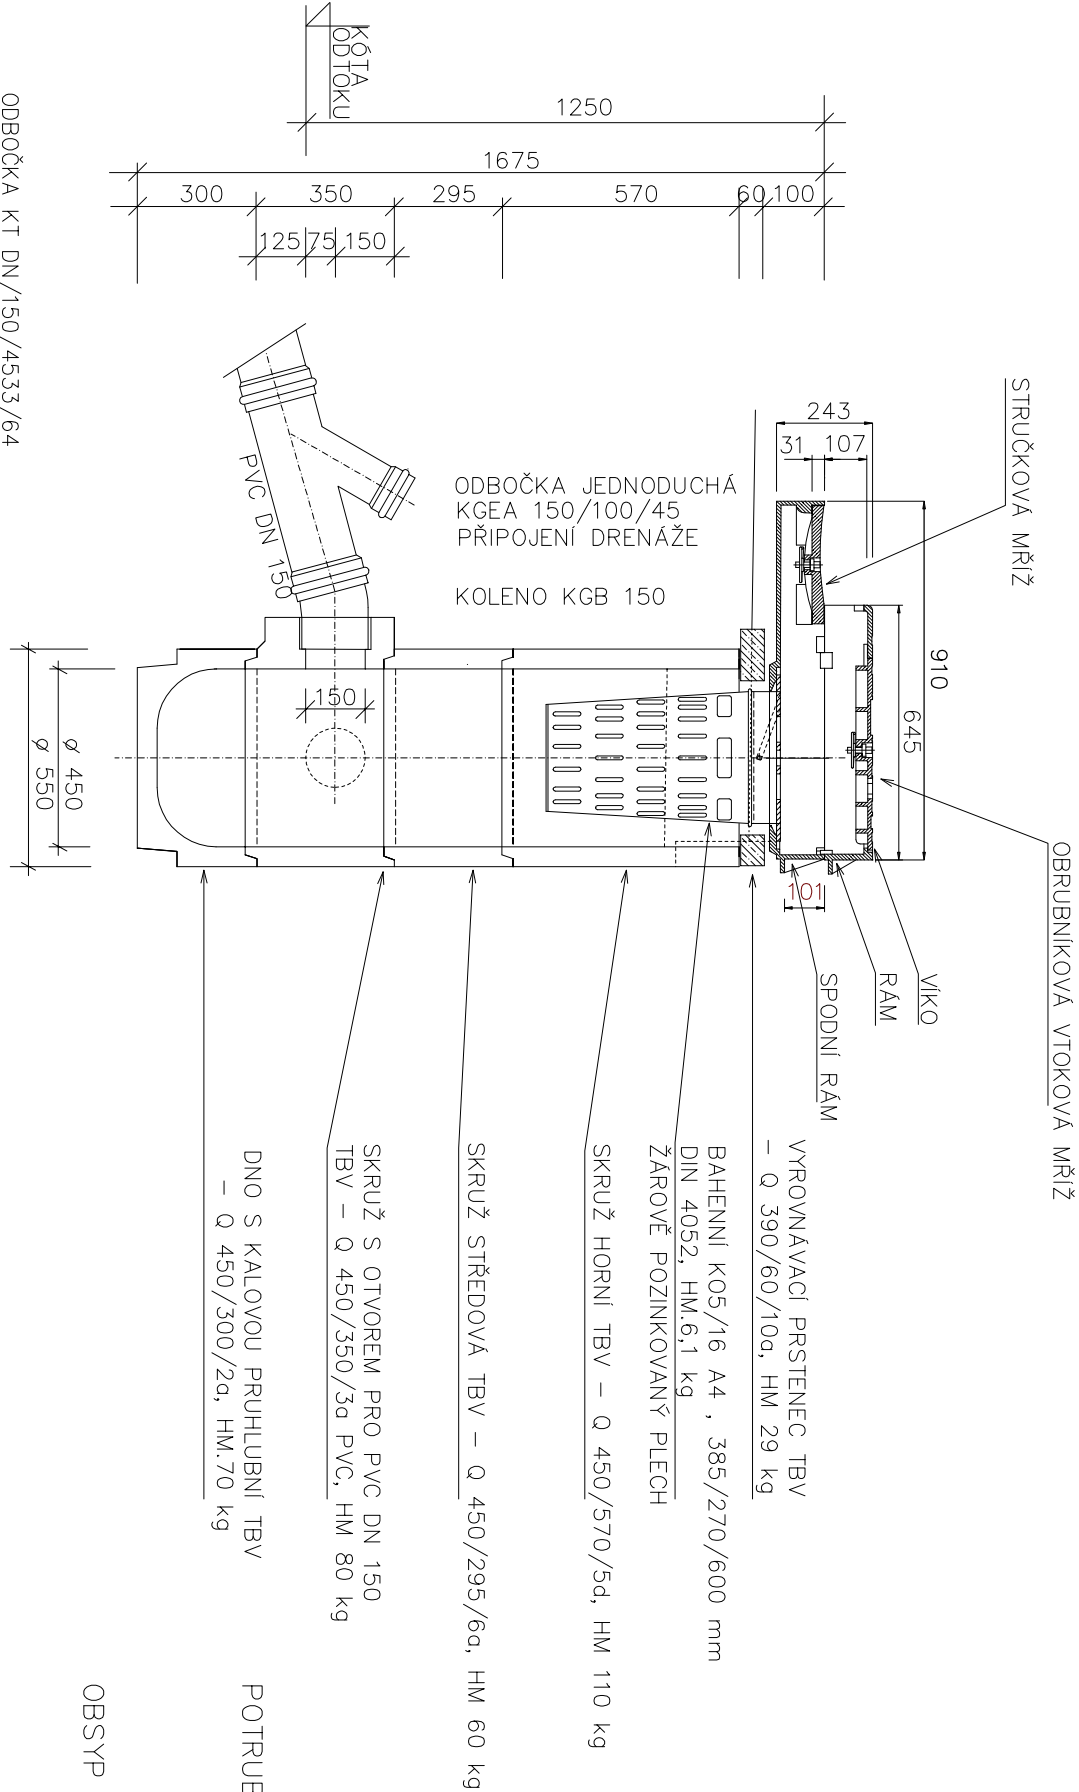 KÓTA
ODTOKU
1250
1675
300
350
295
570
60
100
125
75
150
ODBOČKA KT DN/150/4533/64
PVC DN 150
ODBOČKA JEDNODUCHÁ
KGEA 150/100/45
PŘIPOJENÍ DRENÁŽE
KOLENO KGB 150
243
31
107
STRUČKOVÁ MŘÍŽ
910
645
OBRUBNÍKOVÁ VTOKOVÁ MŘÍŽ
150
ø 450
ø 550
101
VÍKO
RÁM
SPODNÍ RÁM
VYROVNÁVACÍ PRSTENEC TBV
- Q 390/60/10a, HM 29 kg
BAHENNÍ KO5/16 A4 , 385/270/600 mm
DIN 4052, HM.6,1 kg
ŽÁROVĚ POZINKOVANÝ PLECH
SKRUŽ HORNÍ TBV - Q 450/570/5d, HM 110 kg
SKRUŽ STŘEDOVÁ TBV - Q 450/295/6a, HM 60 kg
SKRUŽ S OTVOREM PRO PVC DN 150
TBV - Q 450/350/3a PVC, HM 80 kg
DNO S KALOVOU PRUHLUBNÍ TBV
- Q 450/300/2a, HM.70 kg
POTRUB
OBSYP